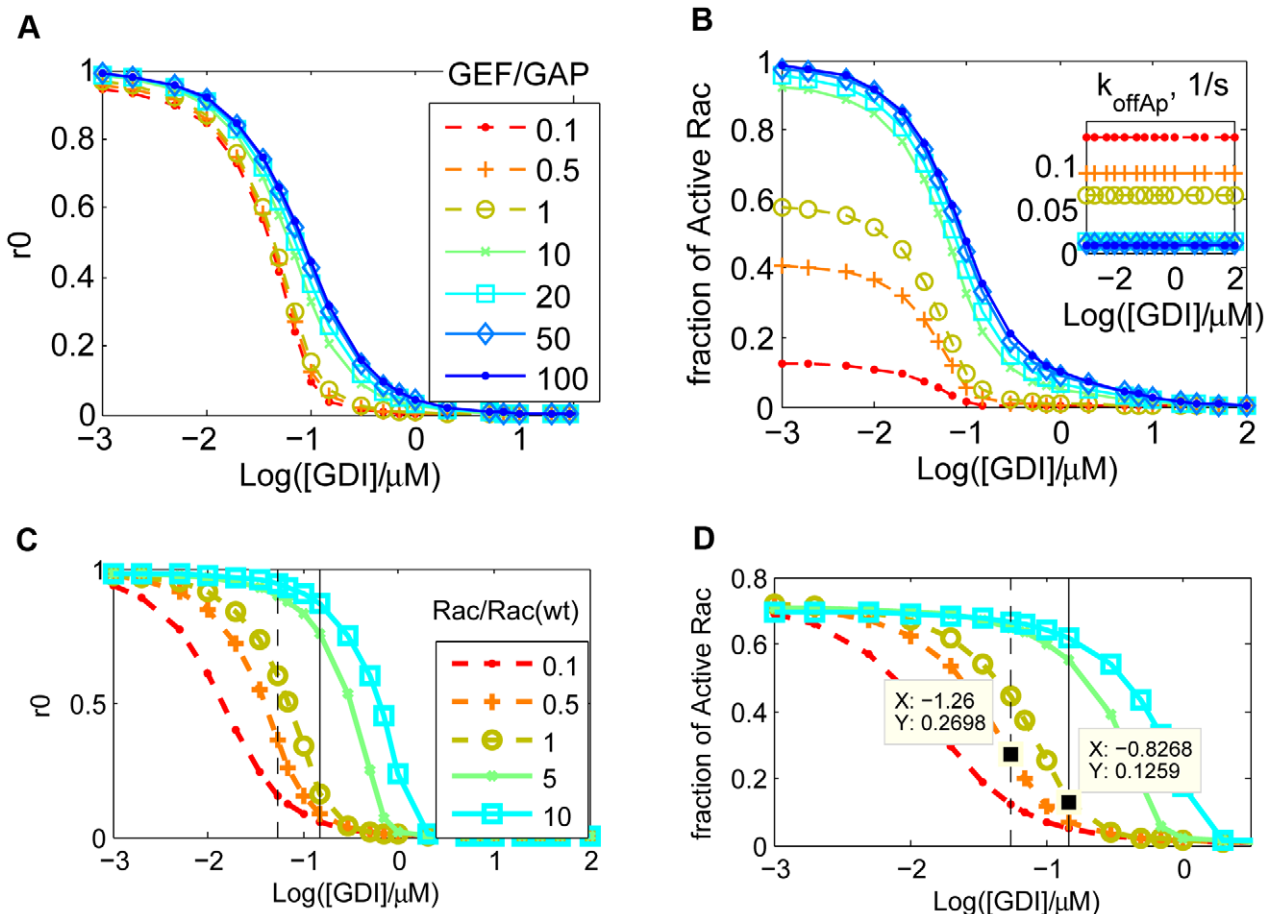 A
GEF/GAP
0.1
0.5
1
10
20
50
100
1
0.8
0.6
0.4
0.2
0
r0
−3
−2
−1
0
1
Log([GDI]/μM)
B
k_offAp, 1/s
0.1
0.05
0
−2
0
2
Log([GDI]/μM)
1
0.8
0.6
0.4
0.2
0
fraction of Active Rac
−3
−2
−1
0
1
2
Log([GDI]/μM)
C
Rac/Rac(wt)
0.1
0.5
1
5
10
1
0.5
0
r0
−3
−2
−1
0
1
2
Log([GDI]/μM)
D
0.8
0.6
0.4
0.2
0
fraction of Active Rac
X: −1.26
Y: 0.2698
X: −0.8268
Y: 0.1259
−3
−2
−1
0
Log([GDI]/μM)